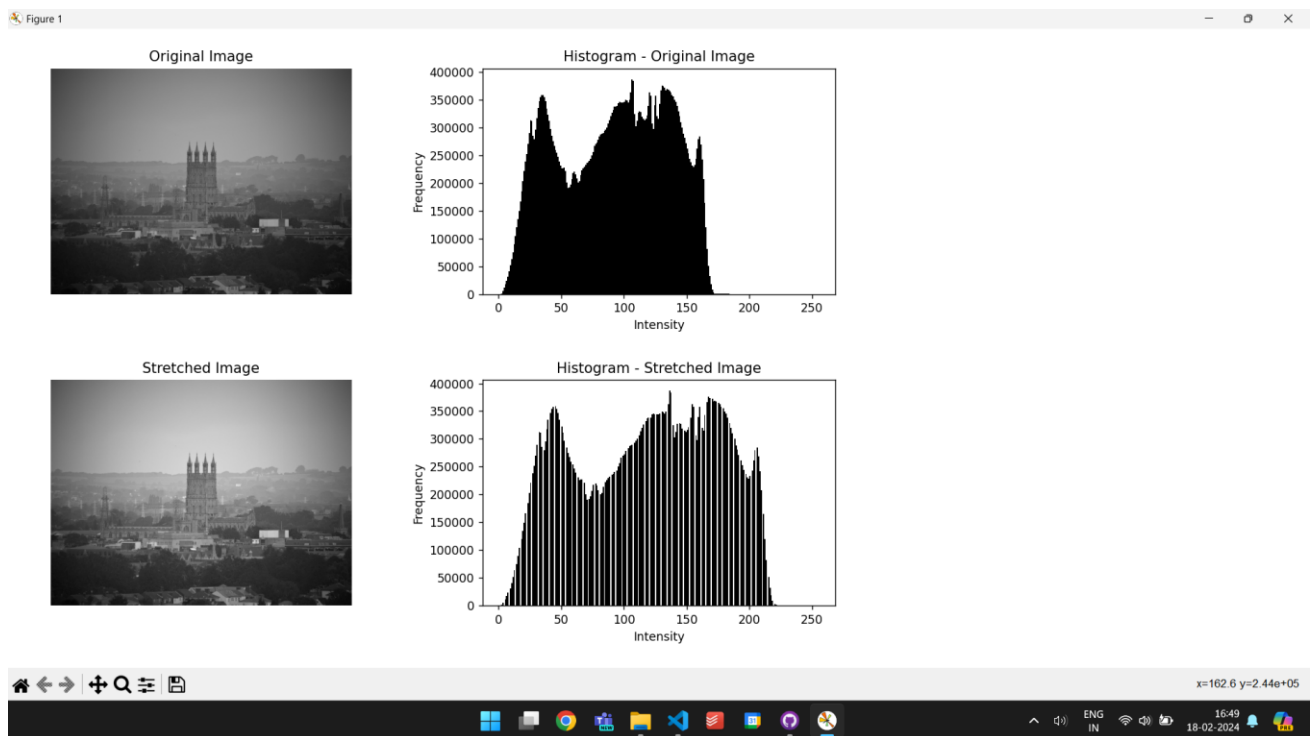 Figure 1
Original Image
Histogram - Original Image
400000
350000
300000
250000
200000
150000
100000
50000
0
Frequency
0 50 100 150 200 250
Intensity
Stretched Image
Histogram - Stretched Image
400000
350000
300000
250000
200000
150000
100000
50000
0
Frequency
0 50 100 150 200 250
Intensity
x=162.6 y=2.44e+05
ENG
IN
16:49
18-02-2024